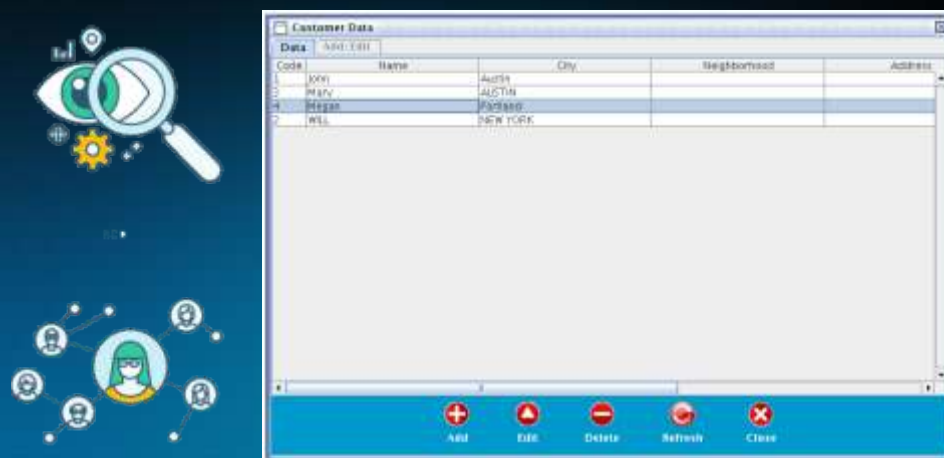 Customer Data
Data Add/Edit
Code Name City Neighborhood Address
1 John Austin
3 Mary AUSTIN
4 Megan Portland
2 WILL NEW YORK
Add Edit Delete Refresh Close